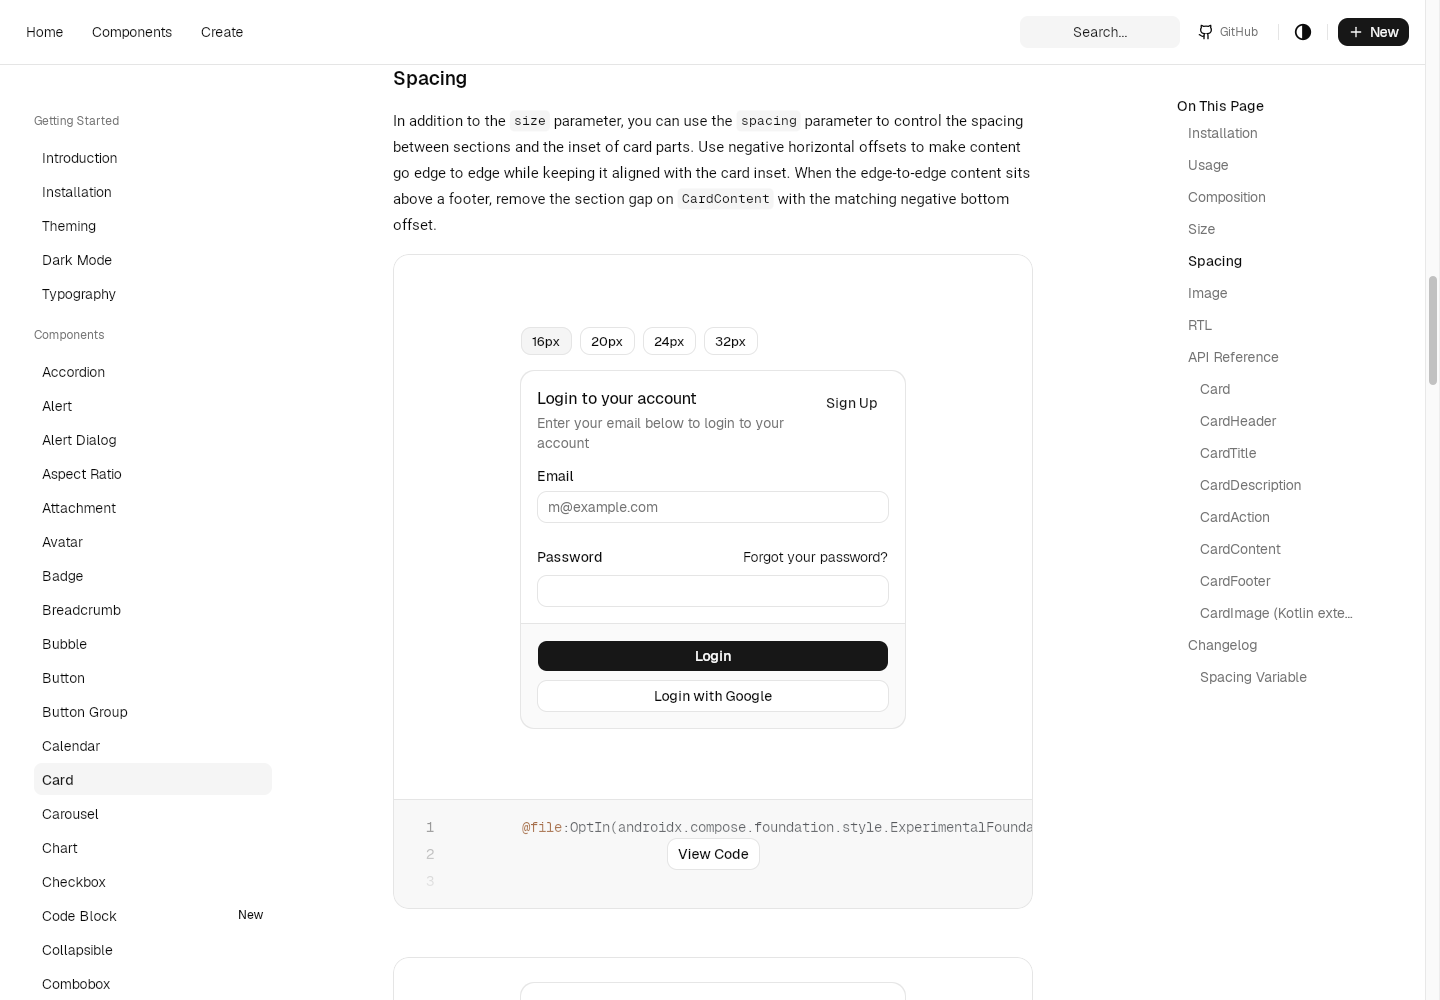 Home Components Create Search... GitHub New
Getting Started
Introduction
Installation
Theming
Dark Mode
Typography
Components
Accordion
Alert
Alert Dialog
Aspect Ratio
Attachment
Avatar
Badge
Breadcrumb
Bubble
Button
Button Group
Calendar
Card
Carousel
Chart
Checkbox
Code Block New
Collapsible
Combobox
Spacing
In addition to the size parameter, you can use the spacing parameter to control the spacing
between sections and the inset of card parts. Use negative horizontal offsets to make content
go edge to edge while keeping it aligned with the card inset. When the edge-to-edge content sits
above a footer, remove the section gap on CardContent with the matching negative bottom
offset.
16px 20px 24px 32px
Login to your account
Sign Up
Enter your email below to login to your
account
Email
m@example.com
Password Forgot your password?
Login
Login with Google
1 @file:OptIn(androidx.compose.foundation.style.ExperimentalFounda
2
View Code
3
On This Page
Installation
Usage
Composition
Size
Spacing
Image
RTL
API Reference
Card
CardHeader
CardTitle
CardDescription
CardAction
CardContent
CardFooter
CardImage (Kotlin exte...
Changelog
Spacing Variable